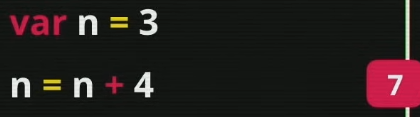 var n = 3
n = n + 4
7